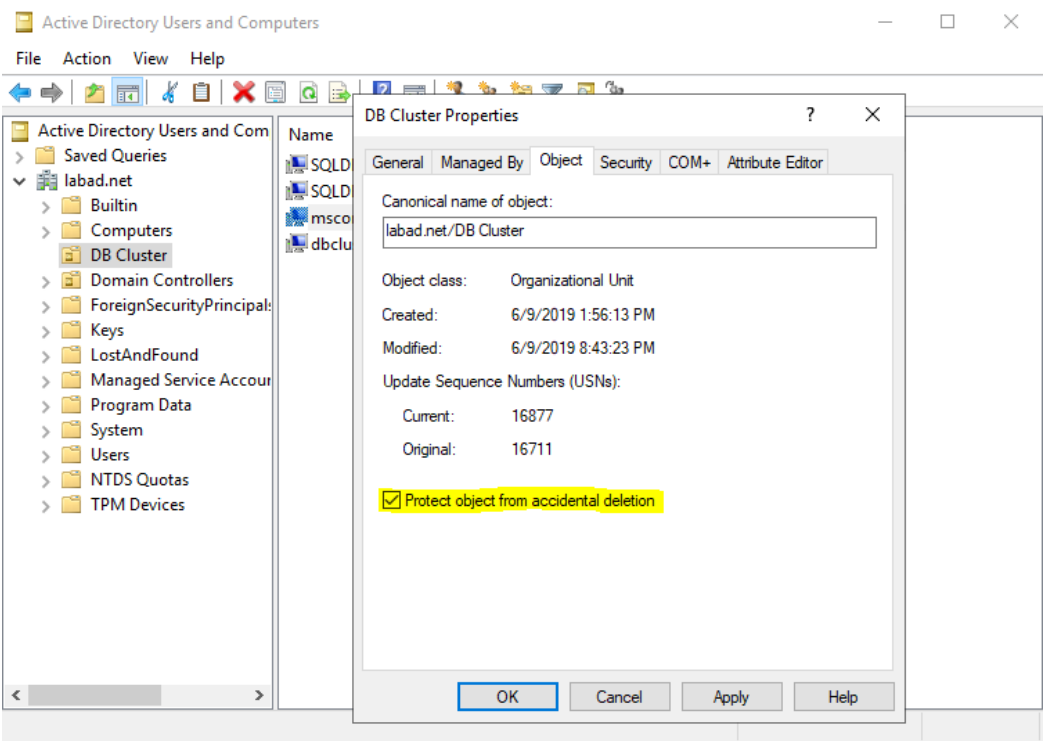 Active Directory Users and Computers
File Action View Help
Active Directory Users and Com
Saved Queries
labad.net
Builtin
Computers
DB Cluster
Domain Controllers
ForeignSecurityPrincipals
Keys
LostAndFound
Managed Service Accour
Program Data
System
Users
NTDS Quotas
TPM Devices
Name
SQLD
SQLD
msco
dbclu
DB Cluster Properties
General Managed By Object Security COM+ Attribute Editor
Canonical name of object:
labad.net/DB Cluster
Object class: Organizational Unit
Created: 6/9/2019 1:56:13 PM
Modified: 6/9/2019 8:43:23 PM
Update Sequence Numbers (USNs):
Current: 16877
Original: 16711
Protect object from accidental deletion
OK Cancel Apply Help